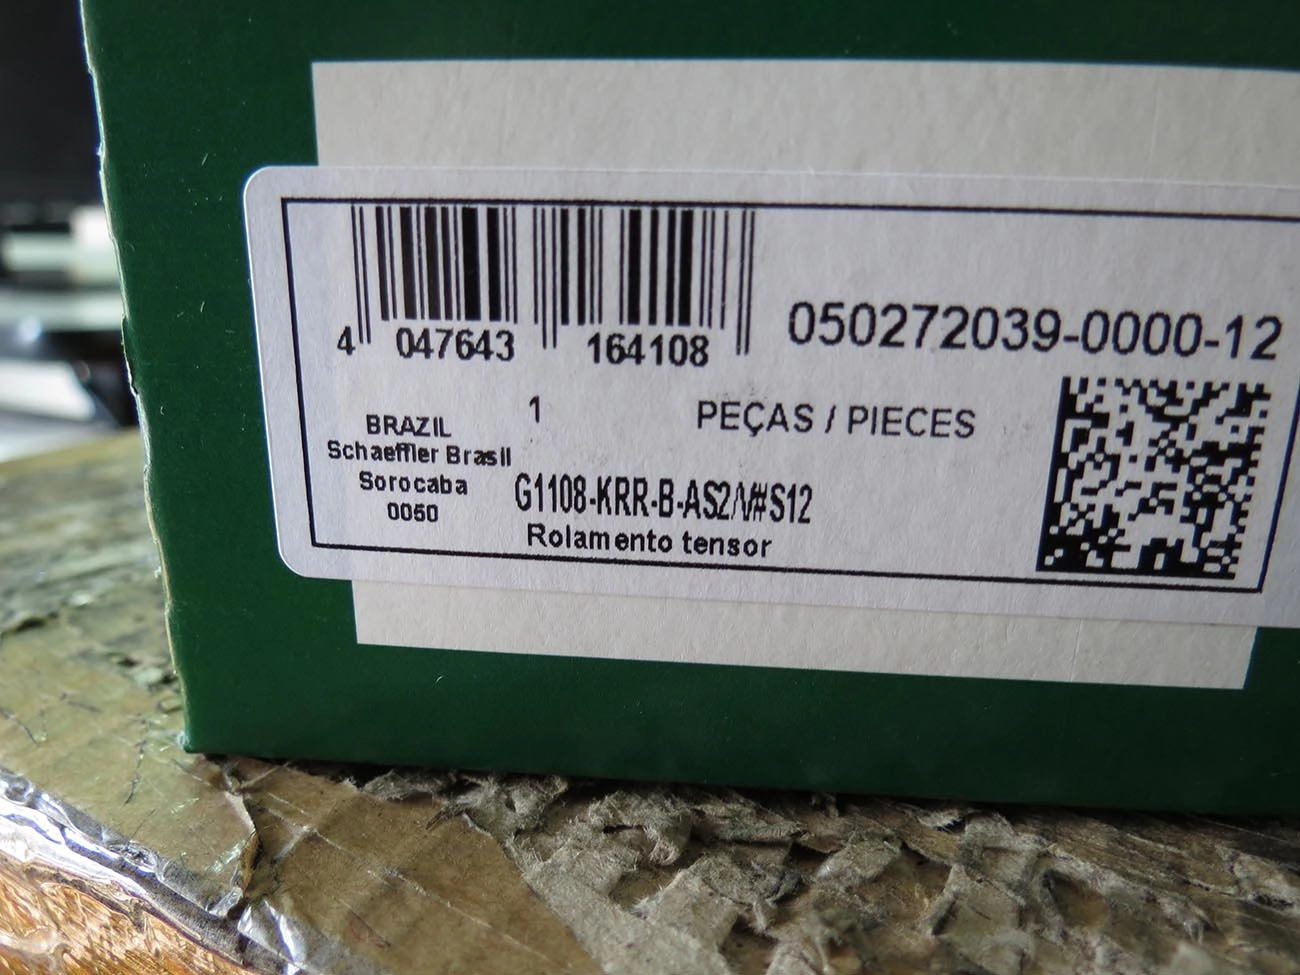 4 047643 164108
050272039-0000-12
1 PEÇAS / PIECES
BRAZIL
Schaeffler Brasil
Sorocaba
0050
G1108-KRR-B-AS2/V#S12
Rolamento tensor